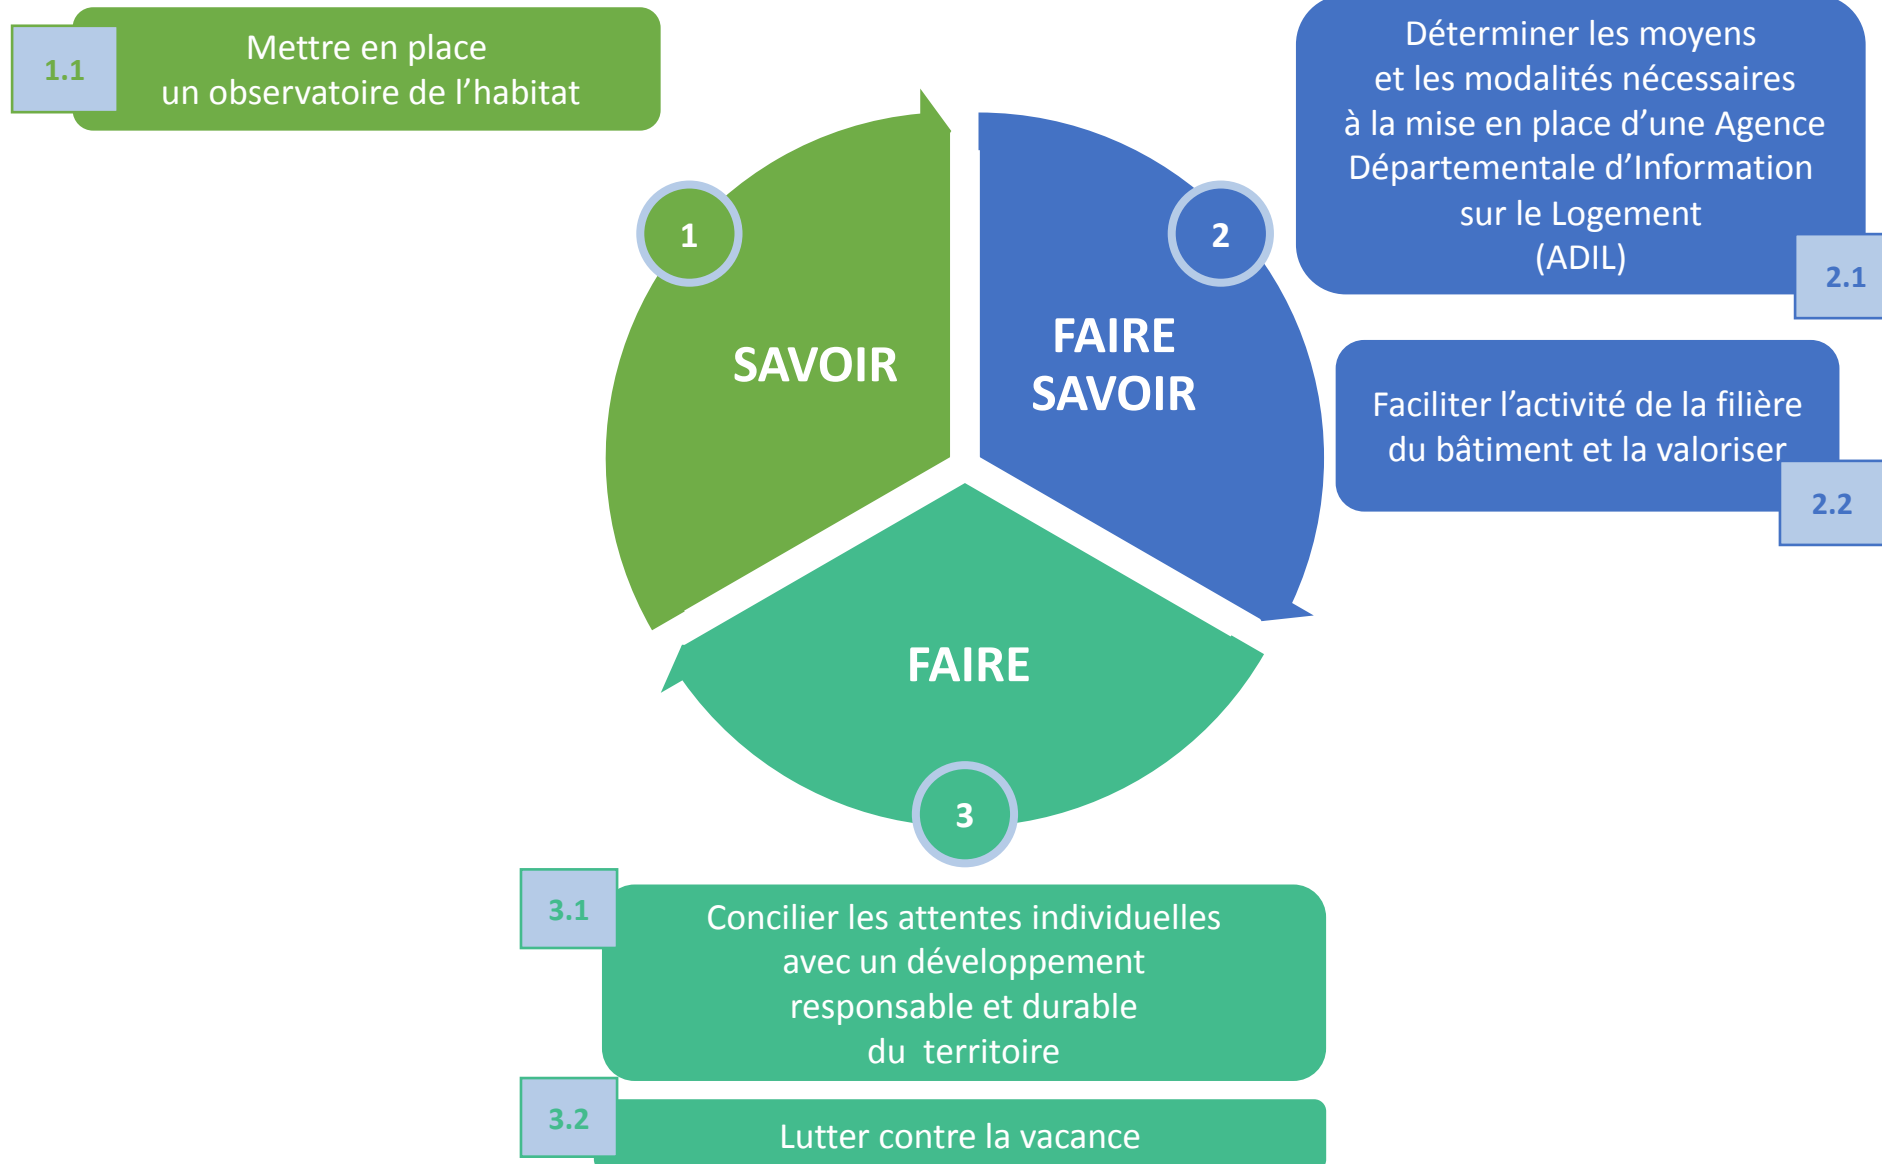 1.1
Mettre en place
un observatoire de l’habitat
1
SAVOIR
2
FAIRE
SAVOIR
Déterminer les moyens
et les modalités nécessaires
à la mise en place d’une Agence
Départementale d’Information
sur le Logement
(ADIL)
2.1
Faciliter l’activité de la filière
du bâtiment et la valoriser
2.2
FAIRE
3
3.1
Concilier les attentes individuelles
avec un développement
responsable et durable
du  territoire
3.2
Lutter contre la vacance